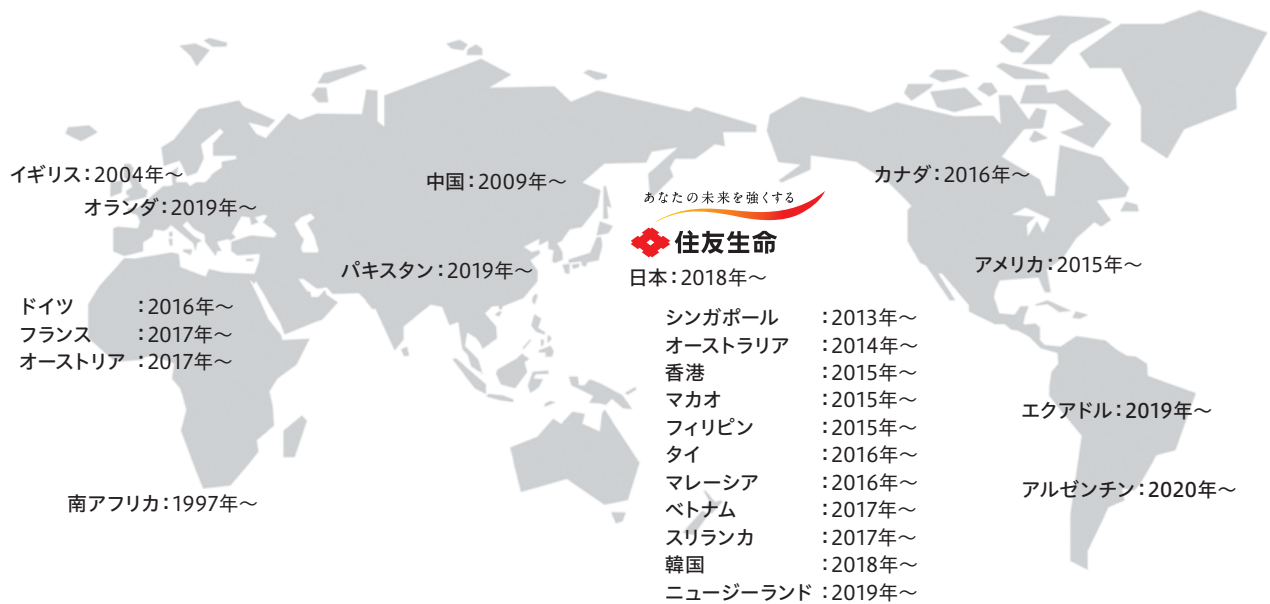 イギリス：2004年～
オランダ：2019年～
ドイツ：2016年～
フランス：2017年～
オーストリア：2017年～
南アフリカ：1997年～
中国：2009年～
パキスタン：2019年～
あなたの未来を強くする
住友生命
日本：2018年～
シンガポール：2013年～
オーストラリア：2014年～
香港：2015年～
マカオ：2015年～
フィリピン：2015年～
タイ：2016年～
マレーシア：2016年～
ベトナム：2017年～
スリランカ：2017年～
韓国：2018年～
ニュージーランド：2019年～
カナダ：2016年～
アメリカ：2015年～
エクアドル：2019年～
アルゼンチン：2020年～